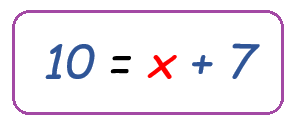 10 = x + 7